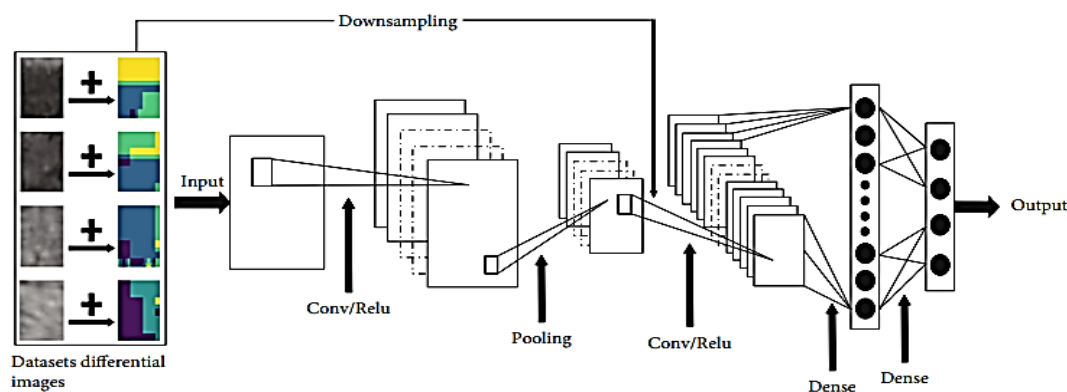 Downsampling
Input
Output
Conv/Relu
Pooling
Conv/Relu
Datasets differential
images
Dense
Dense